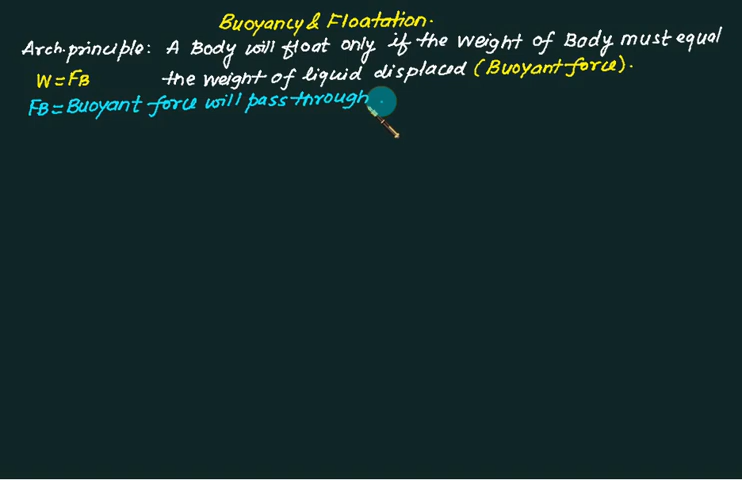 Buoyancy & Floatation.
Arch. principle: A Body will float only if the weight of Body must equal
W = FB the weight of liquid displaced (Buoyant force).
FB = Buoyant force will pass through